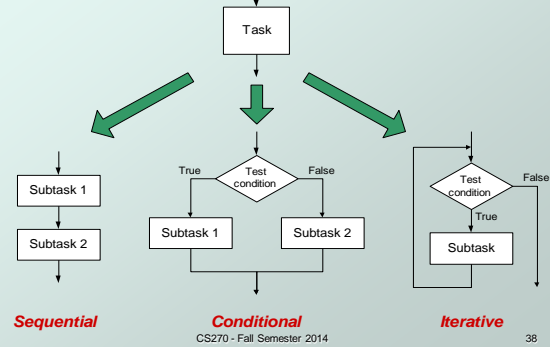 Task
Subtask 1
Subtask 2
Sequential
True
Test
condition
False
Subtask 1
Subtask 2
Conditional
Test
condition
False
True
Subtask
Iterative
CS270 - Fall Semester 2014
38